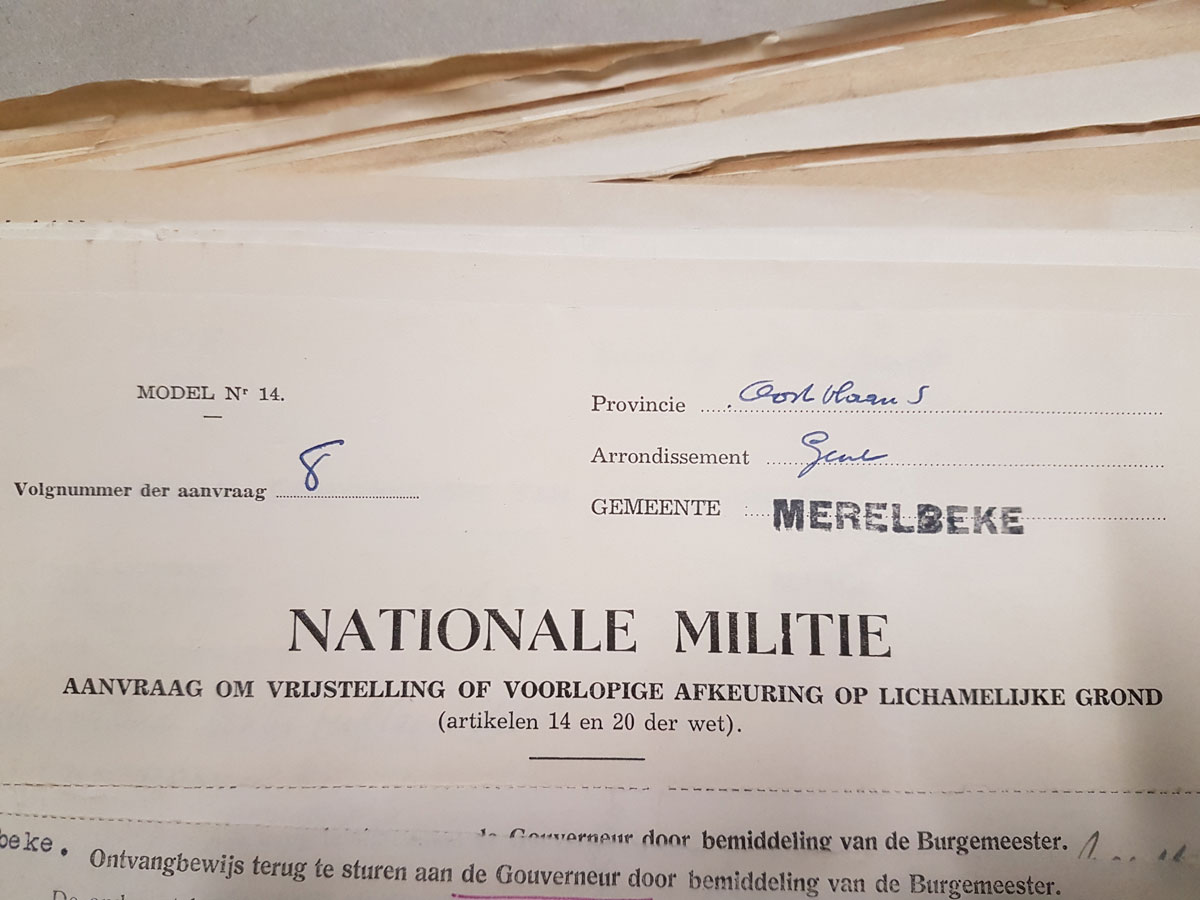 MODEL Nʳ 14.
Volgnummer der aanvraag 8
Provincie Oost Vlaan
Arrondissement Gent
GEMEENTE : MERELBEKE
NATIONALE MILITIE
AANVRAAG OM VRIJSTELLING OF VOORLOPIGE AFKEURING OP LICHAMELIJKE GROND
(artikelen 14 en 20 der wet).
de Gouverneur door bemiddeling van de Burgemeester.
beke.
Ontvangbewijs terug te sturen aan de Gouverneur door bemiddeling van de Burgemeester.